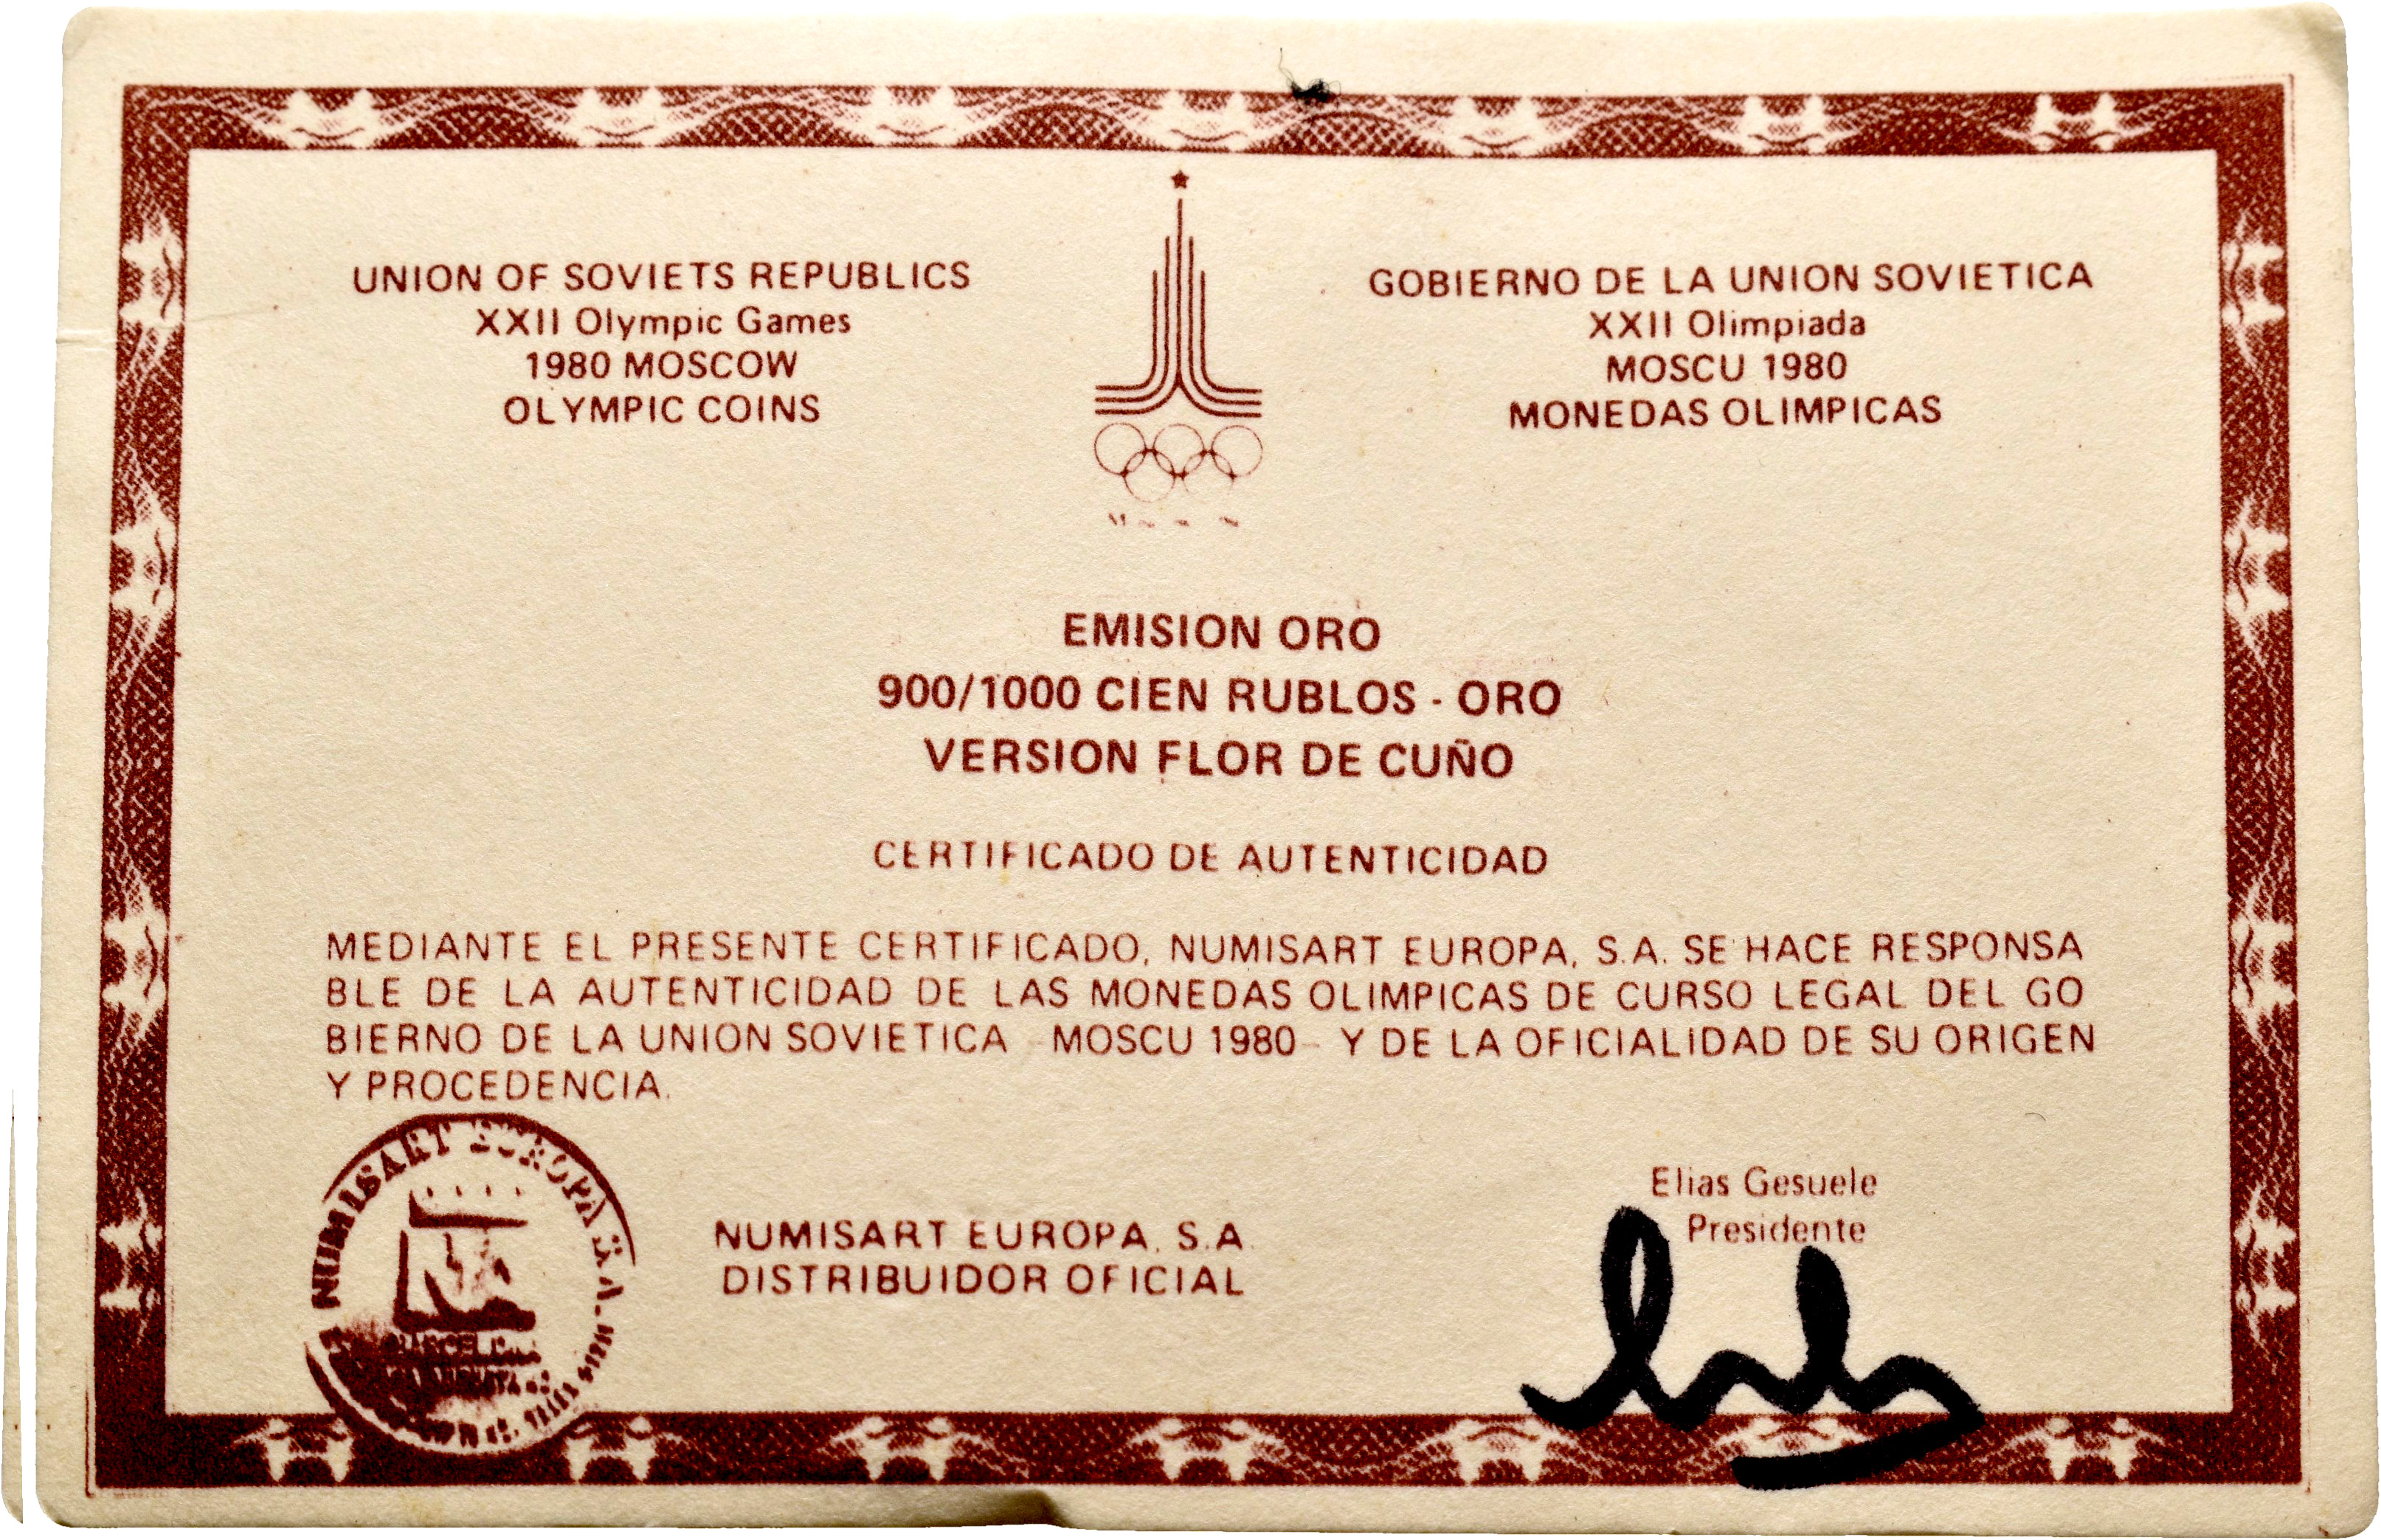 UNION OF SOVIETS REPUBLICS
XXII Olympic Games
1980 MOSCOW
OLYMPIC COINS
GOBIERNO DE LA UNION SOVIETICA
XXII Olimpiada
MOSCU 1980
MONEDAS OLIMPICAS
EMISION ORO
900/1000 CIEN RUBLOS - ORO
VERSION FLOR DE CUÑO
CERTIFICADO DE AUTENTICIDAD
MEDIANTE EL PRESENTE CERTIFICADO, NUMISART EUROPA, S.A. SE HACE RESPONSA
BLE DE LA AUTENTICIDAD DE LAS MONEDAS OLIMPICAS DE CURSO LEGAL DEL GO
BIERNO DE LA UNION SOVIETICA - MOSCU 1980 - Y DE LA OFICIALIDAD DE SU ORIGEN
Y PROCEDENCIA.
NUMISART EUROPA S.A.
NUMISART EUROPA, S.A.
DISTRIBUIDOR OFICIAL
Elias Gesuele
Presidente